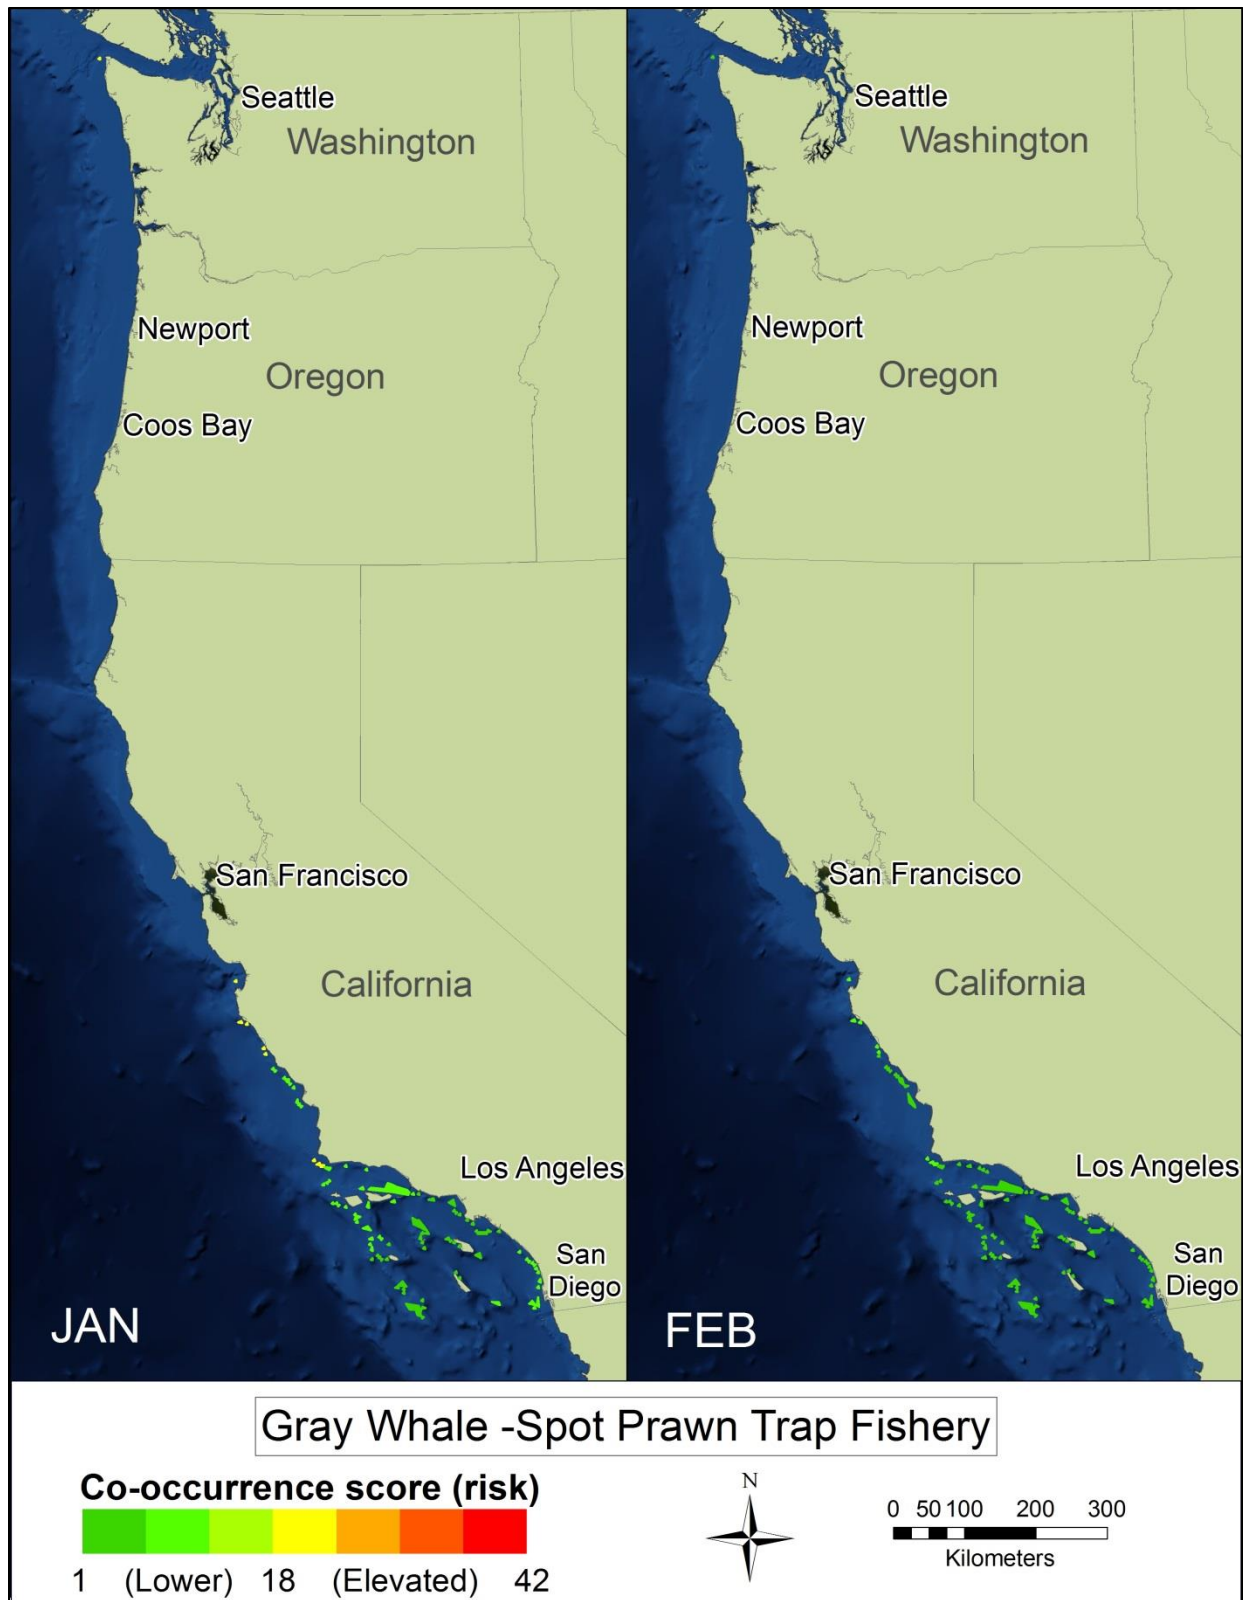 Seattle
Washington
Newport
Oregon
Coos Bay
San Francisco
California
Los Angeles
San
Diego
JAN
Seattle
Washington
Newport
Oregon
Coos Bay
San Francisco
California
Los Angeles
San
Diego
FEB
Gray Whale -Spot Prawn Trap Fishery
Co-occurrence score (risk)
1 (Lower) 18 (Elevated) 42
N
0 50 100 200 300
Kilometers